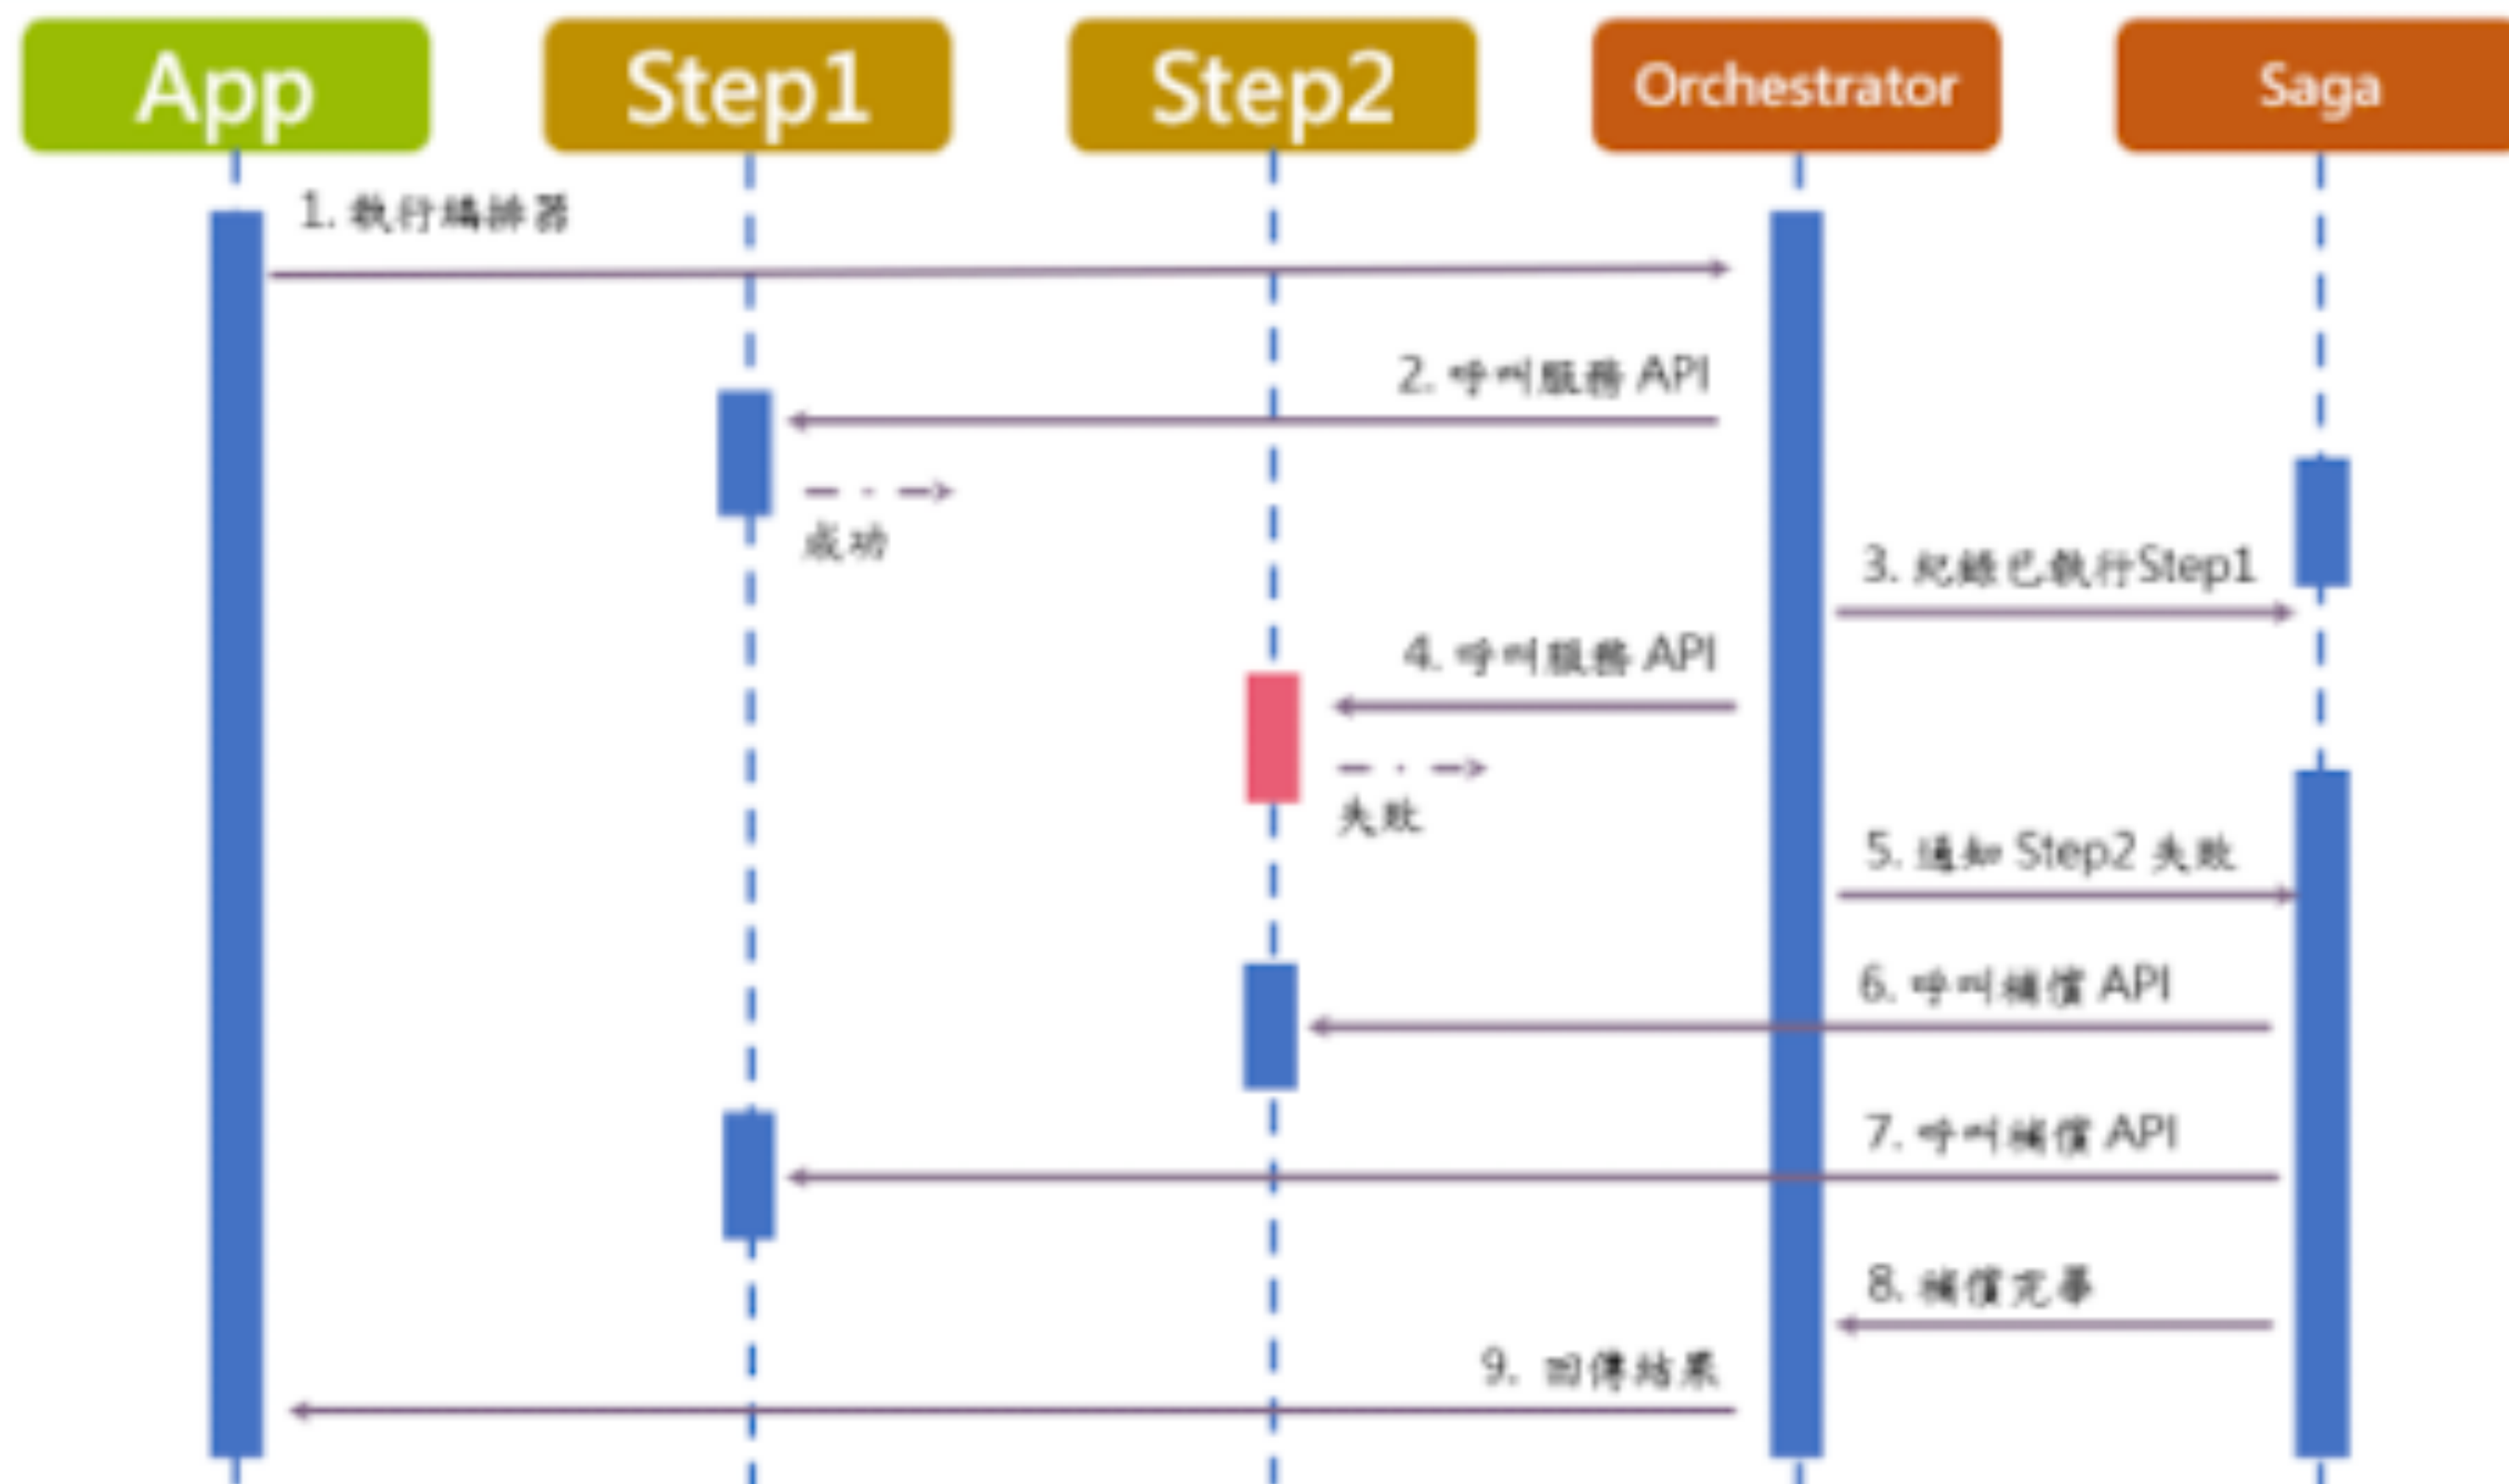 App
Step1
Step2
Orchestrator
Saga
1. 執行編排器
2. 呼叫服務 API
成功
3. 紀錄已執行Step1
4. 呼叫服務 API
失敗
5. 通知 Step2 失敗
6. 呼叫補償 API
7. 呼叫補償 API
8. 補償完畢
9. 回傳結果